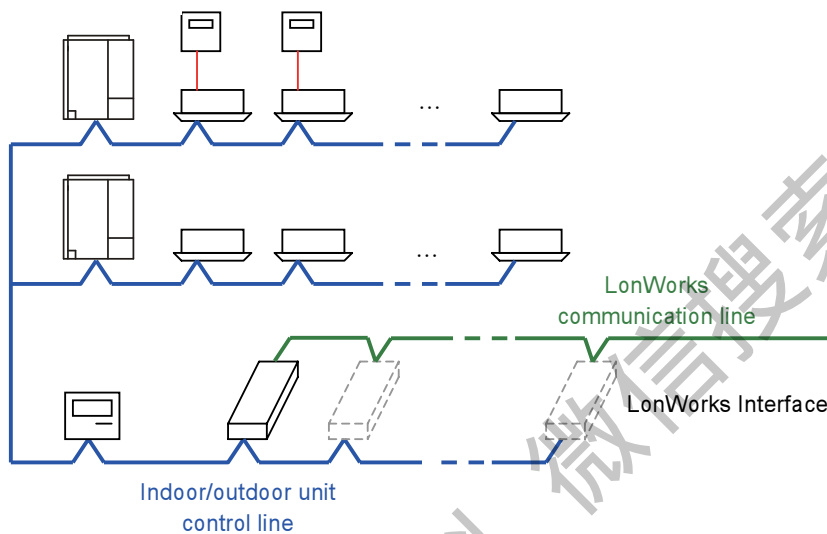 ...
...
LonWorks
communication line
LonWorks Interface
Indoor/outdoor unit
control line
微信搜索